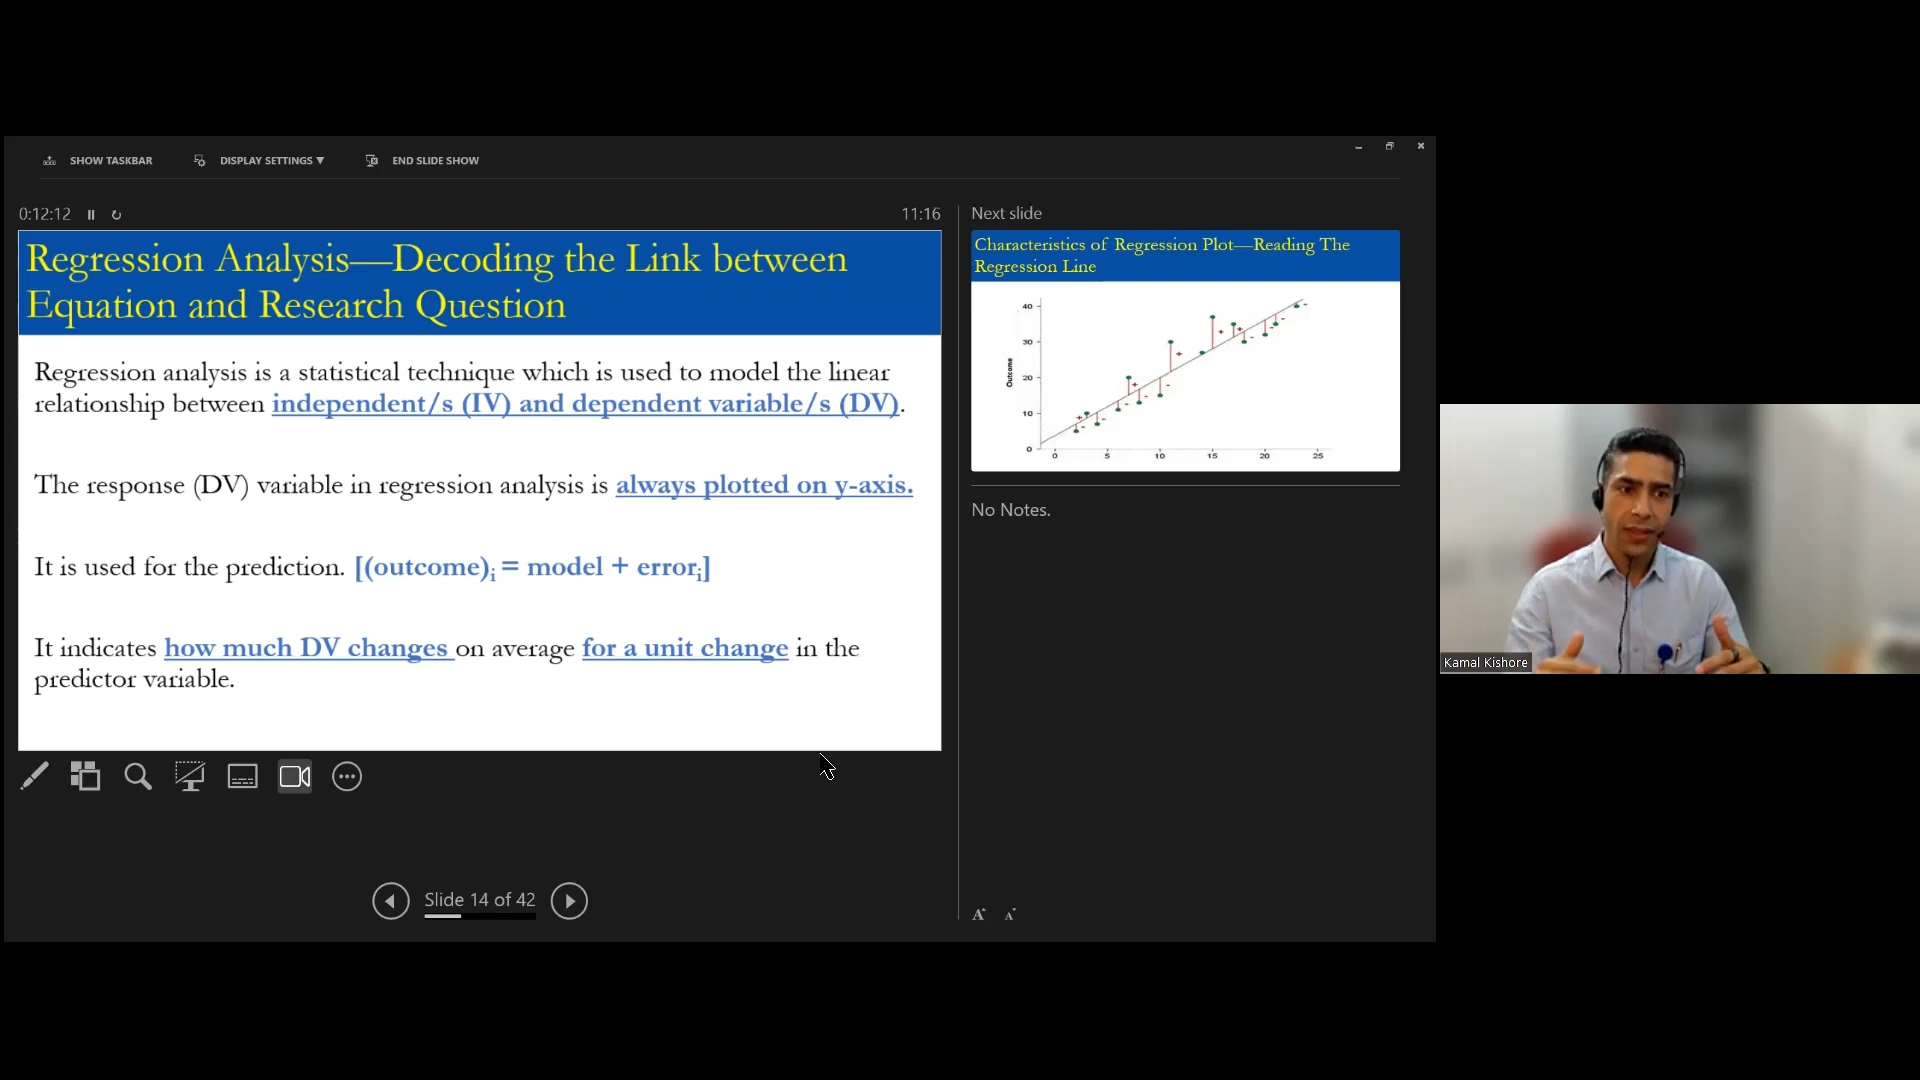 SHOW TASKBAR
DISPLAY SETTINGS ▼
END SLIDE SHOW
0:12:12
11:16
Regression Analysis—Decoding the Link between
Equation and Research Question
Regression analysis is a statistical technique which is used to model the linear
relationship between independent/s (IV) and dependent variable/s (DV).
The response (DV) variable in regression analysis is always plotted on y-axis.
It is used for the prediction. [(outcome)i = model + errori]
It indicates how much DV changes on average for a unit change in the
predictor variable.
Slide 14 of 42
Next slide
Characteristics of Regression Plot—Reading The
Regression Line
Outcome
40
30
20
10
0
0 5 10 15 20 25
No Notes.
A A
Kamal Kishore